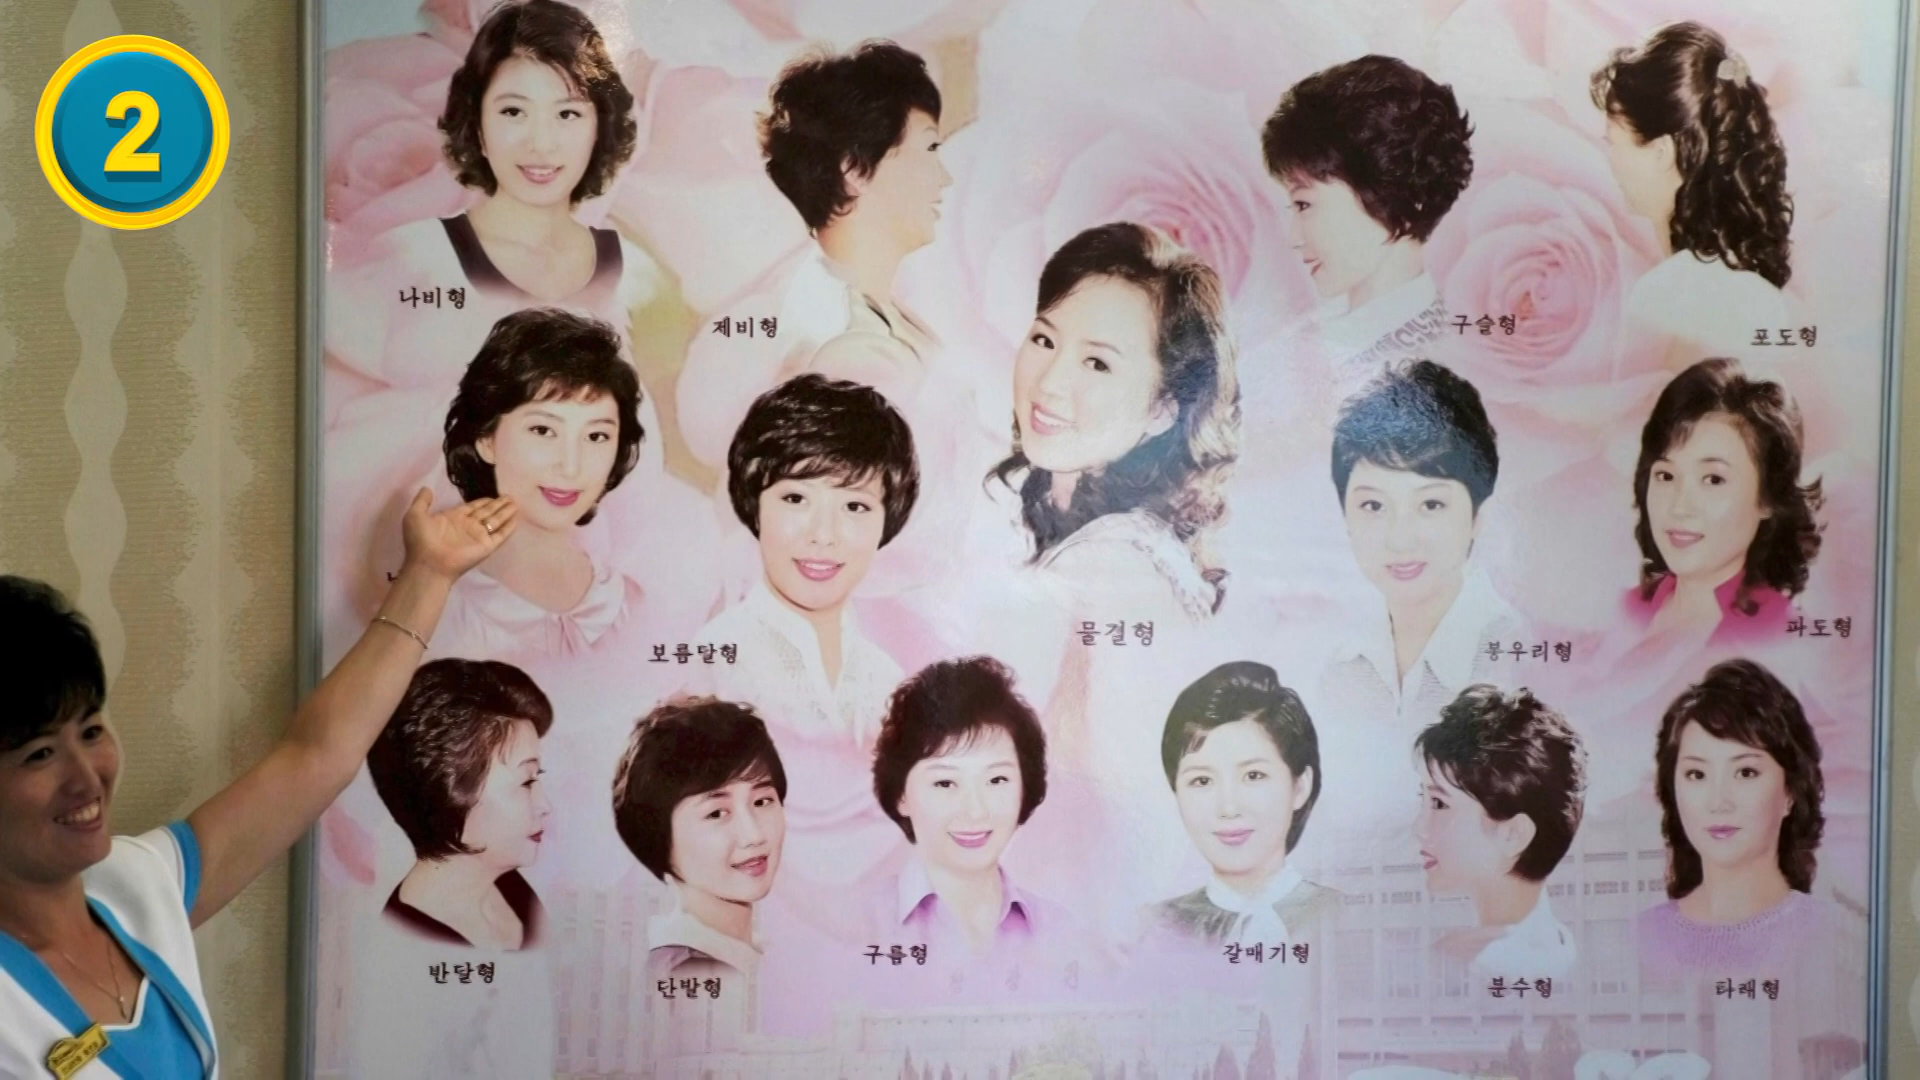 2
나비형
제비형
구슬형
포도형
보름달형
물결형
봉우리형
파도형
반달형
단발형
구름형
갈매기형
분수형
타래형